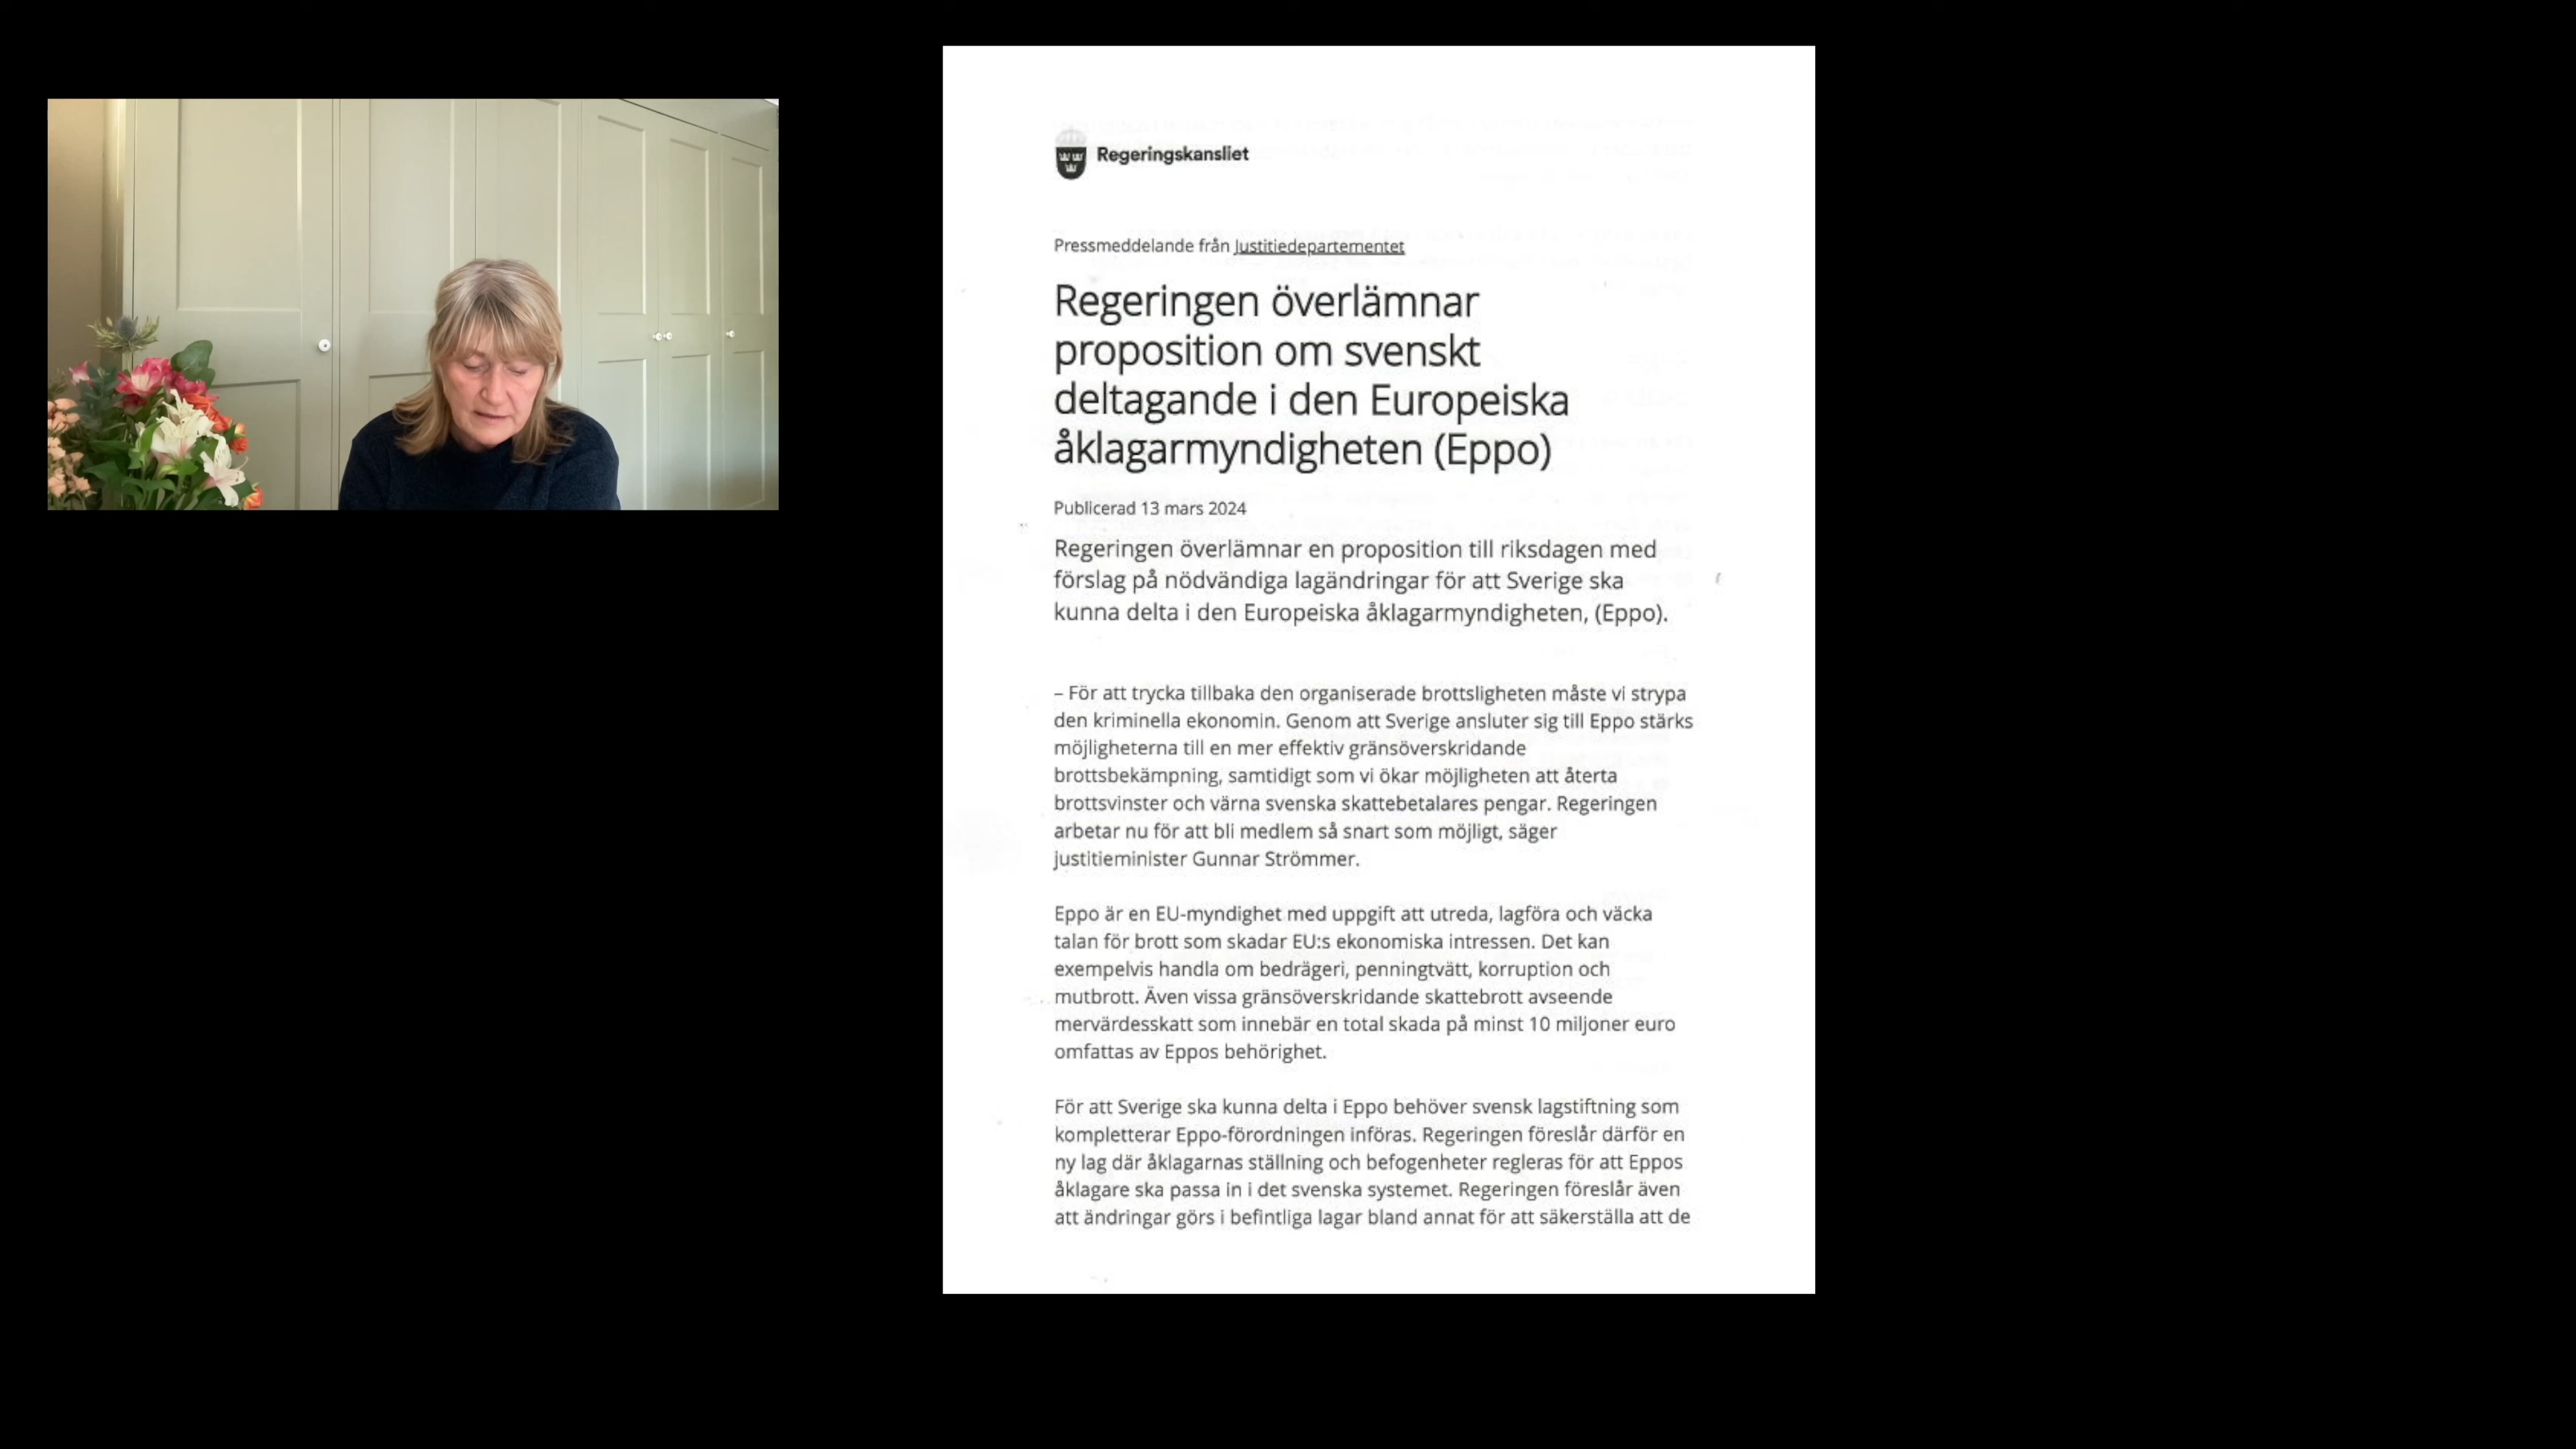 Regeringskansliet
Pressmeddelande från Justitiedepartementet
Regeringen överlämnar
proposition om svenskt
deltagande i den Europeiska
åklagarmyndigheten (Eppo)
Publicerad 13 mars 2024
Regeringen överlämnar en proposition till riksdagen med
förslag på nödvändiga lagändringar för att Sverige ska
kunna delta i den Europeiska åklagarmyndigheten, (Eppo).
– För att trycka tillbaka den organiserade brottsligheten måste vi strypa
den kriminella ekonomin. Genom att Sverige ansluter sig till Eppo stärks
möjligheterna till en mer effektiv gränsöverskridande
brottsbekämpning, samtidigt som vi ökar möjligheten att återta
brottsvinster och värna svenska skattebetalares pengar. Regeringen
arbetar nu för att bli medlem så snart som möjligt, säger
justitieminister Gunnar Strömmer.
Eppo är en EU-myndighet med uppgift att utreda, lagföra och väcka
talan för brott som skadar EU:s ekonomiska intressen. Det kan
exempelvis handla om bedrägeri, penningtvätt, korruption och
mutbrott. Även vissa gränsöverskridande skattebrott avseende
mervärdesskatt som innebär en total skada på minst 10 miljoner euro
omfattas av Eppos behörighet.
För att Sverige ska kunna delta i Eppo behöver svensk lagstiftning som
kompletterar Eppo-förordningen införas. Regeringen föreslår därför en
ny lag där åklagarnas ställning och befogenheter regleras för att Eppos
åklagare ska passa in i det svenska systemet. Regeringen föreslår även
att ändringar görs i befintliga lagar bland annat för att säkerställa att de